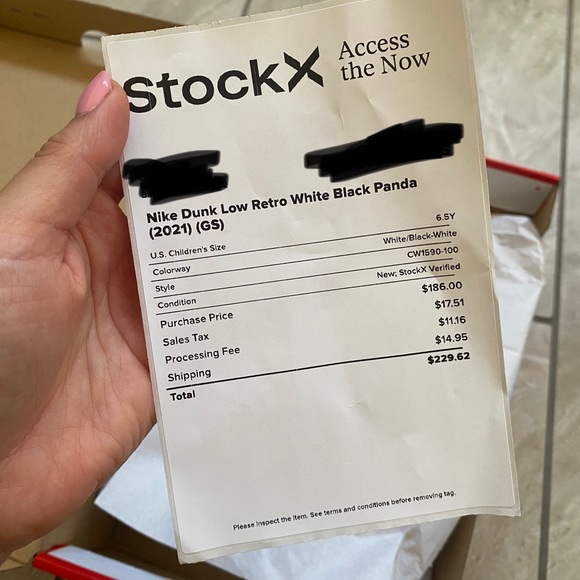 StockX Access
the Now
Nike Dunk Low Retro White Black Panda
(2021) (GS)
U.S. Children's Size 6.5Y
Colorway White/Black-White
Style CW1590-100
Condition New; StockX Verified
Purchase Price $186.00
Sales Tax $17.51
Processing Fee $11.16
Shipping $14.95
Total $229.62
Please inspect the item. See terms and conditions before removing tag.